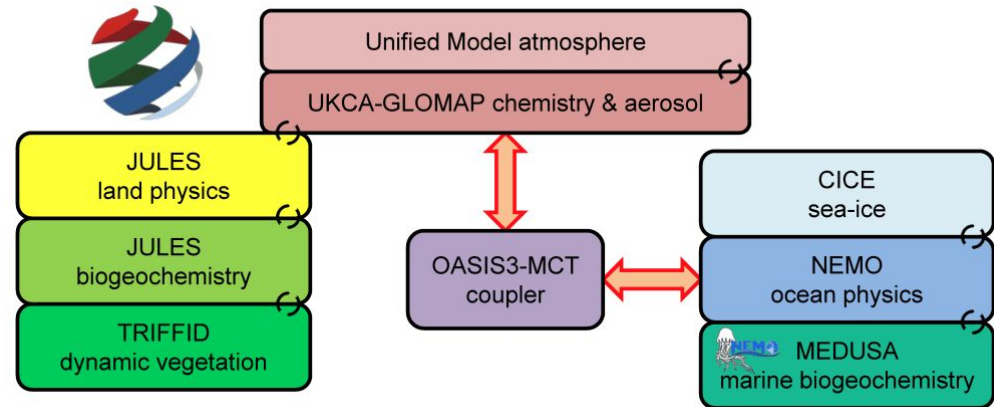 Unified Model atmosphere
UKCA-GLOMAP chemistry & aerosol
JULES
land physics
JULES
biogeochemistry
TRIFFID
dynamic vegetation
OASIS3-MCT
coupler
CICE
sea-ice
NEMO
ocean physics
NEMO
MEDUSA
marine biogeochemistry